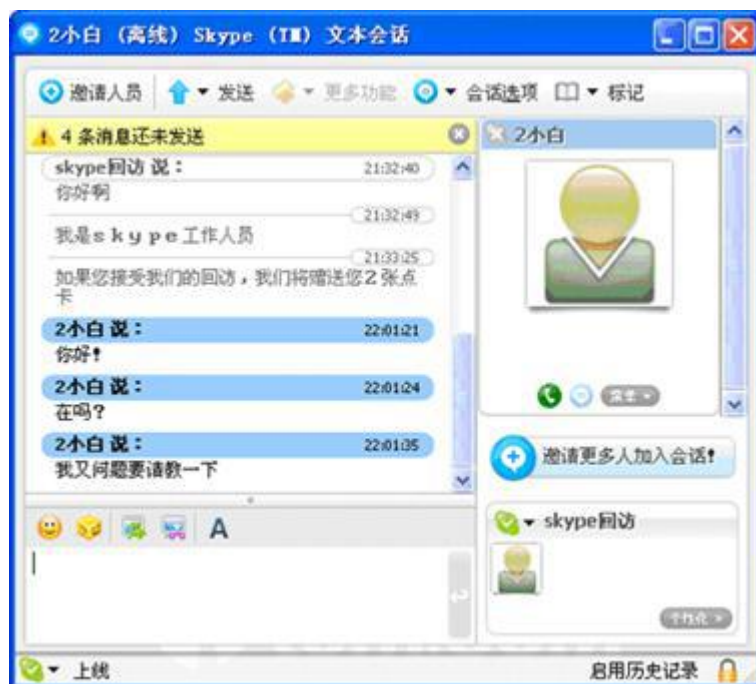 2小白 (离线) Skype (TM) 文本会话
邀请人员 发送 更多功能 会话选项 标记
4 条消息还未发送
2小白
skype回访 说: 21:32:40
你好啊
21:32:49
我是skype工作人员
21:33:25
如果您接受我们的回访,我们将赠送您2张点
卡
2小白 说: 22:01:21
你好!
2小白 说: 22:01:24
在吗?
2小白 说: 22:01:35
我又问题要请教一下
菜单
邀请更多人加入会话!
A
skype回访
个性化
上线
启用历史记录